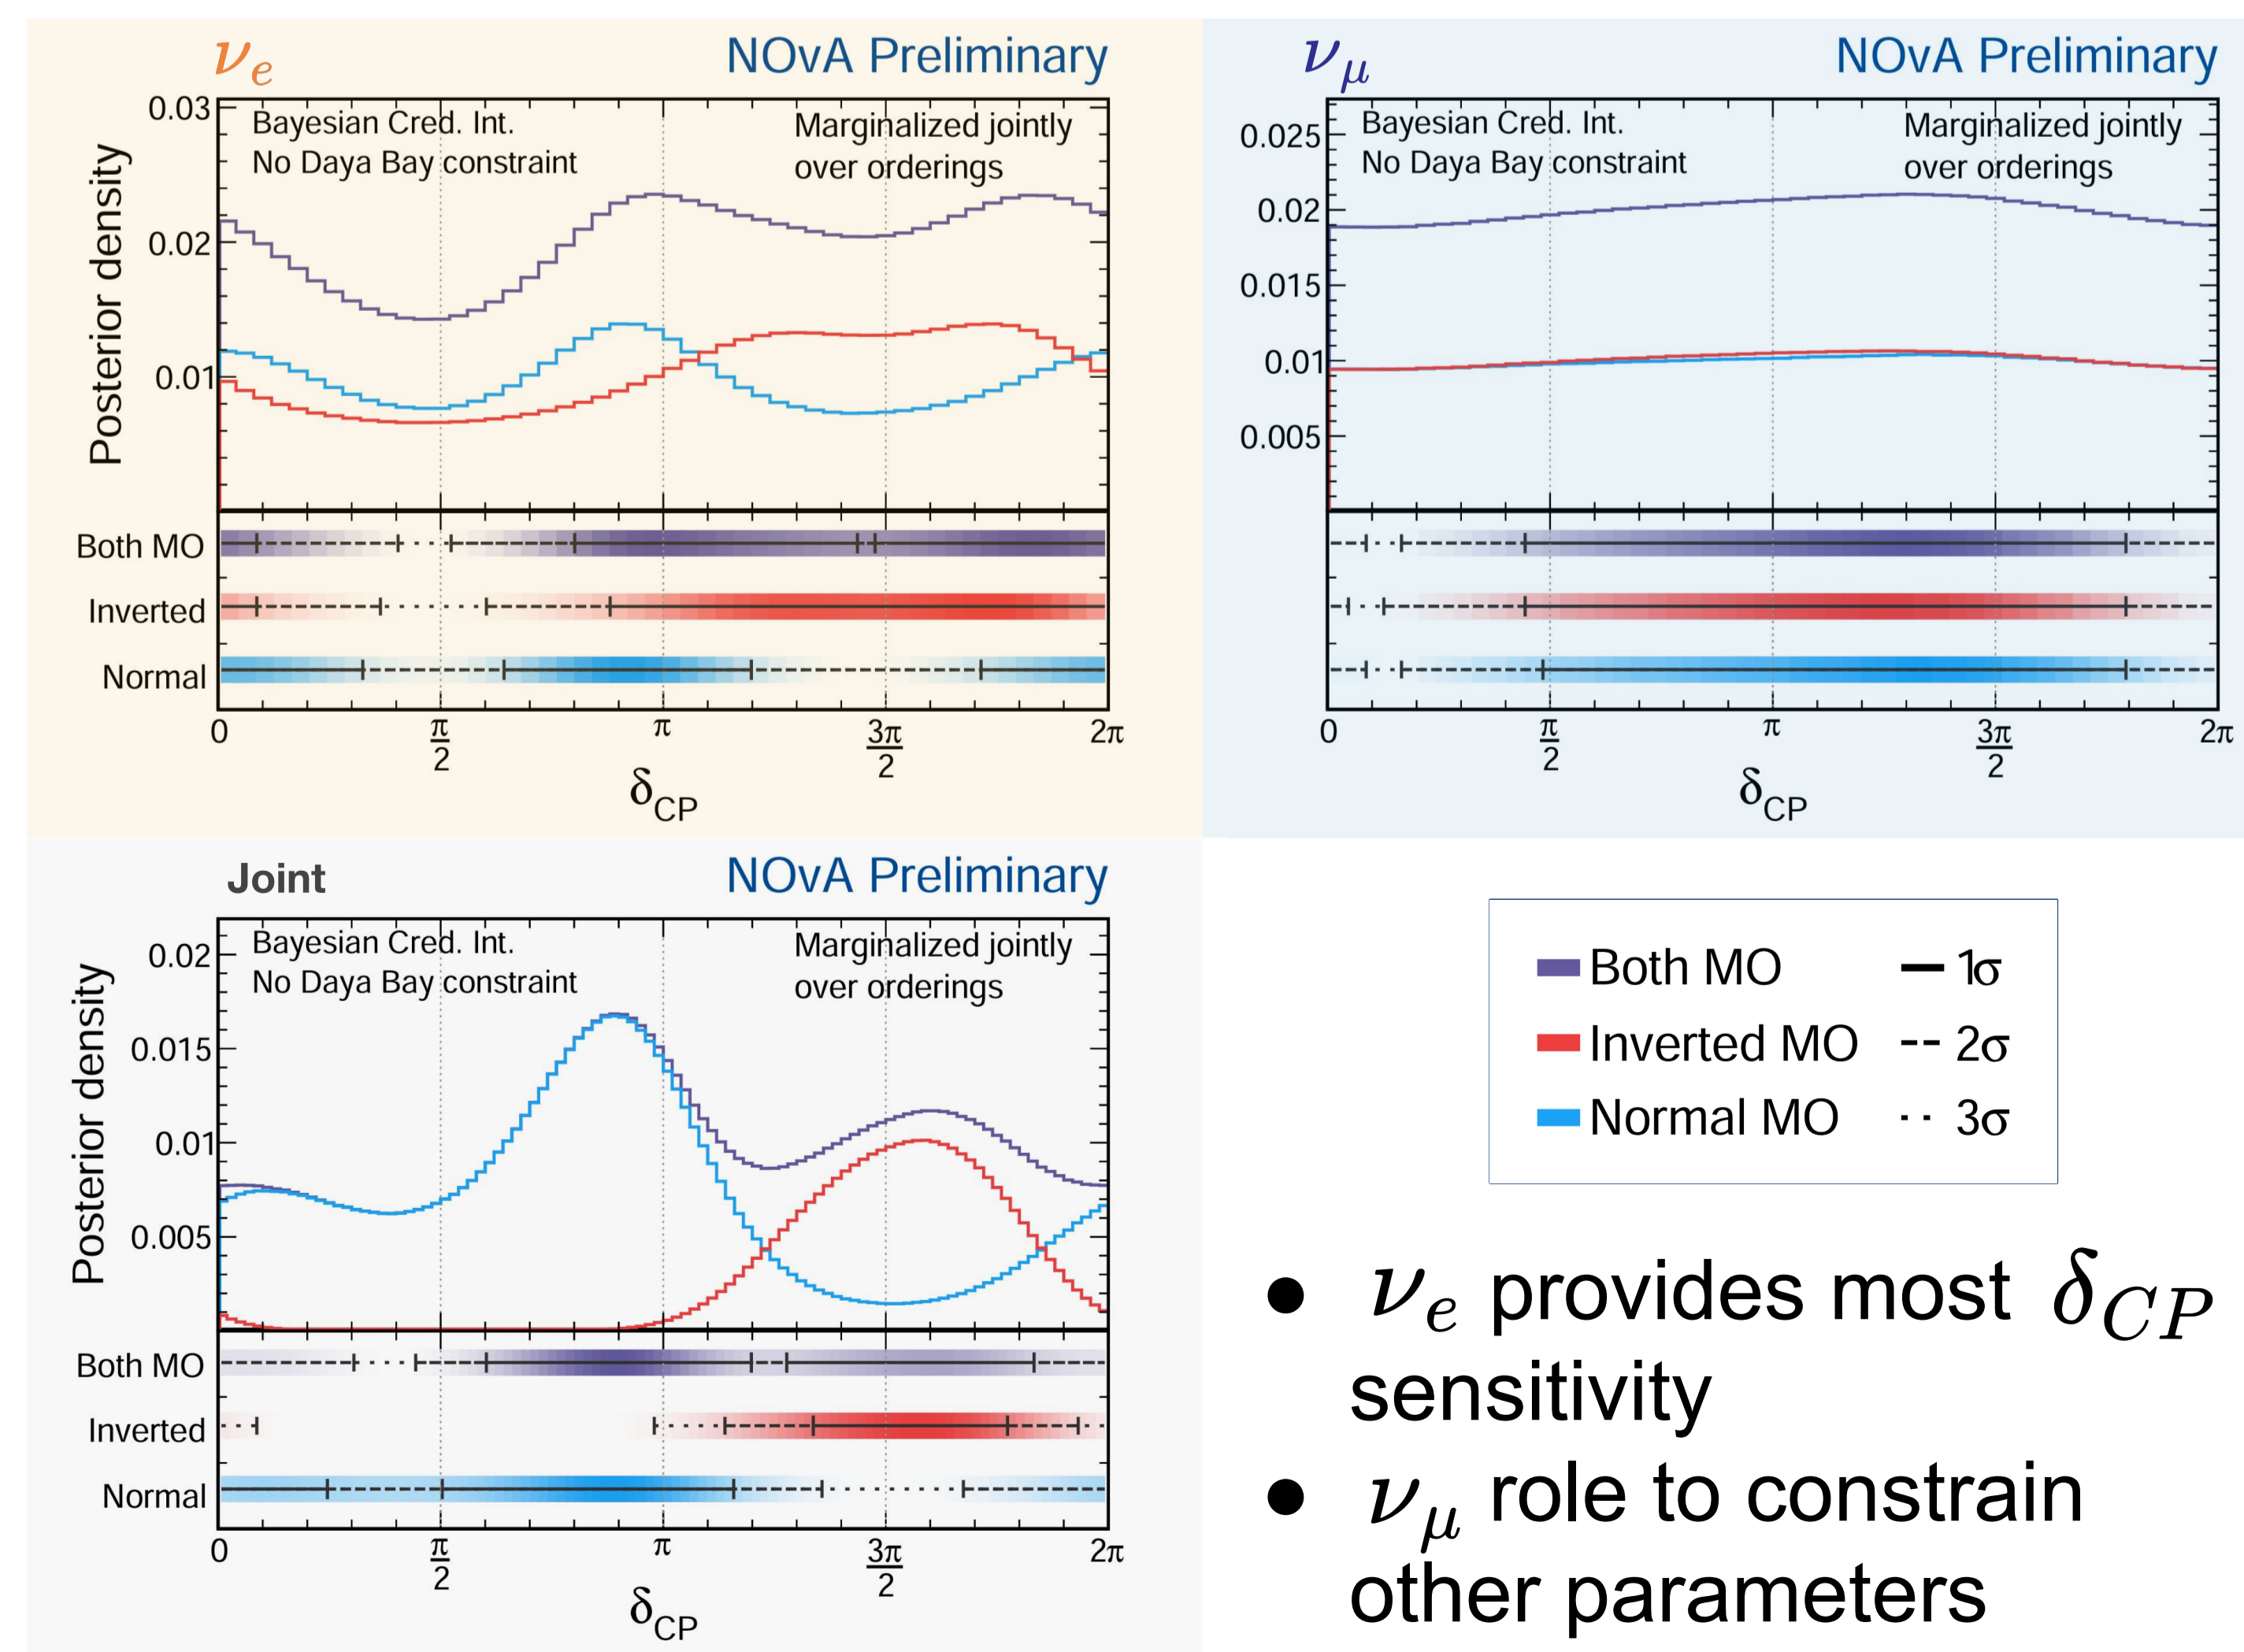 νe NOvA Preliminary
Bayesian Cred. Int. Marginalized jointly
No Daya Bay constraint over orderings
0.03
0.02
0.01
Posterior density
Both MO
Inverted
Normal
0 π/2 π 3π/2 2π
δCP
νμ NOvA Preliminary
Bayesian Cred. Int. Marginalized jointly
No Daya Bay constraint over orderings
0.025
0.02
0.015
0.01
0.005
0 π/2 π 3π/2 2π
δCP
Joint NOvA Preliminary
Bayesian Cred. Int. Marginalized jointly
No Daya Bay constraint over orderings
0.02
0.015
0.01
0.005
Posterior density
Both MO
Inverted
Normal
0 π/2 π 3π/2 2π
δCP
Both MO 1σ
Inverted MO 2σ
Normal MO 3σ
• νe provides most δCP
sensitivity
• νμ role to constrain
other parameters